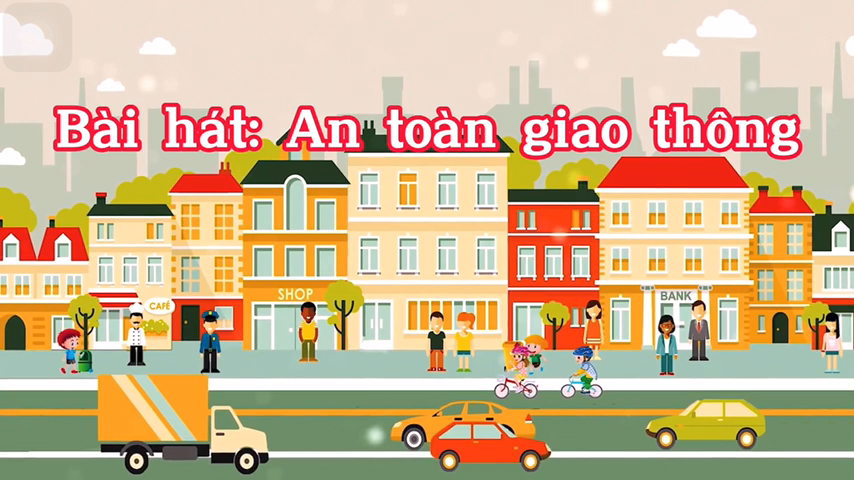 Bài hát: An toàn giao thông
SHOP
CAFÉ
BANK